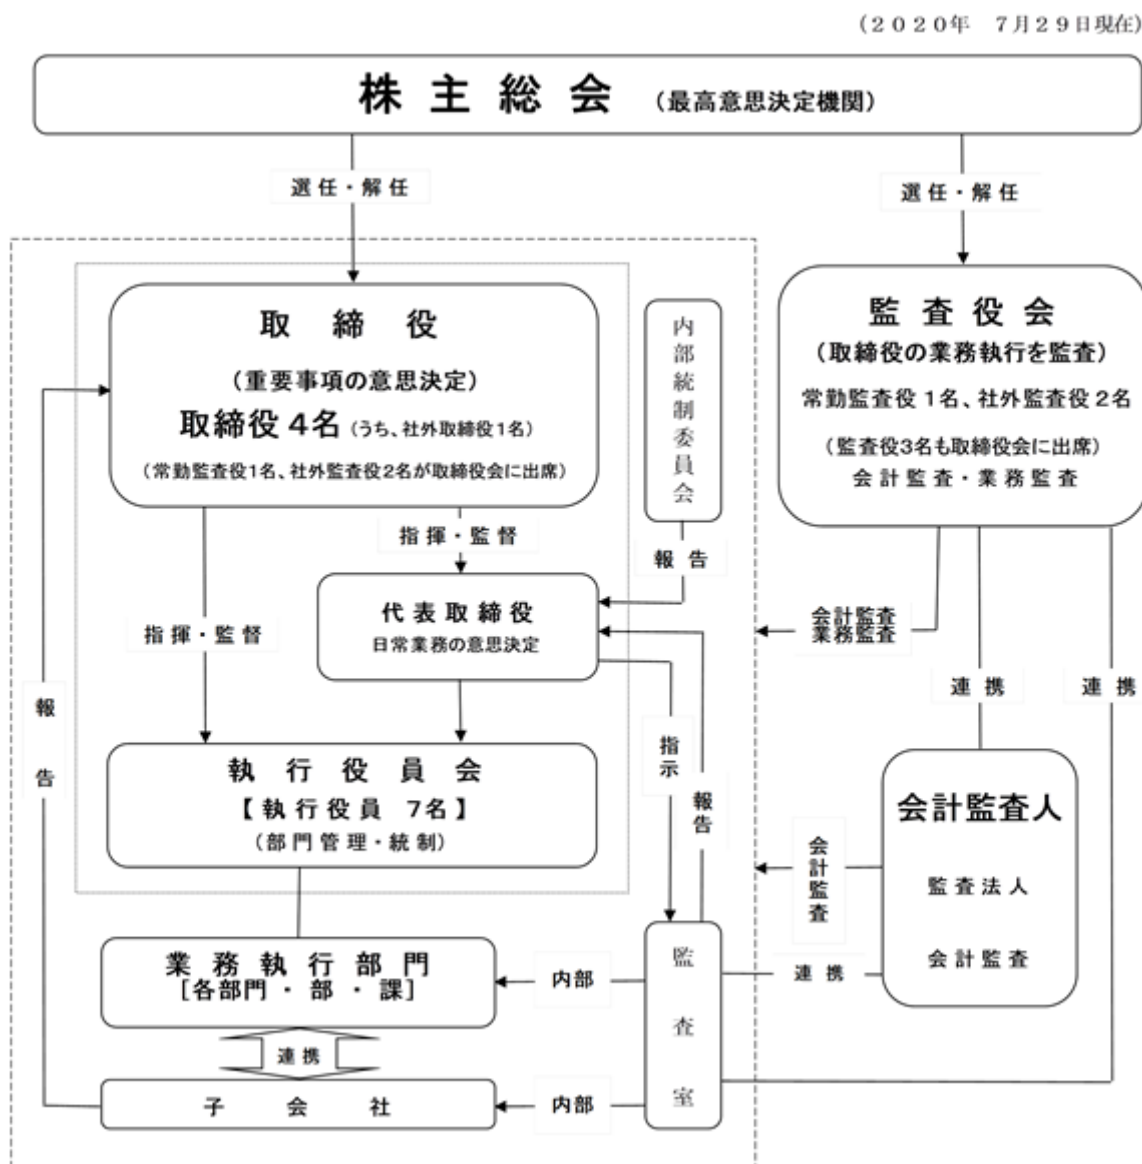 (2020年 7月29日現在)
株主総会 (最高意思決定機関)
選任・解任
選任・解任
取締役
(重要事項の意思決定)
取締役4名(うち、社外取締役1名)
(常勤監査役1名、社外監査役2名が取締役会に出席)
内部統制委員会
監査役会
(取締役の業務執行を監査)
常勤監査役1名、社外監査役2名
(監査役3名も取締役会に出席)
会計監査・業務監査
指揮・監督
報告
代表取締役
日常業務の意思決定
指揮・監督
会計監査
業務監査
連携
連携
報告
指示
報告
執行役員会
【執行役員 7名】
(部門管理・統制)
会計監査人
監査法人
会計監査
会計監査
業務執行部門
[各部門・部・課]
内部
監査室
連携
連携
子会社
内部